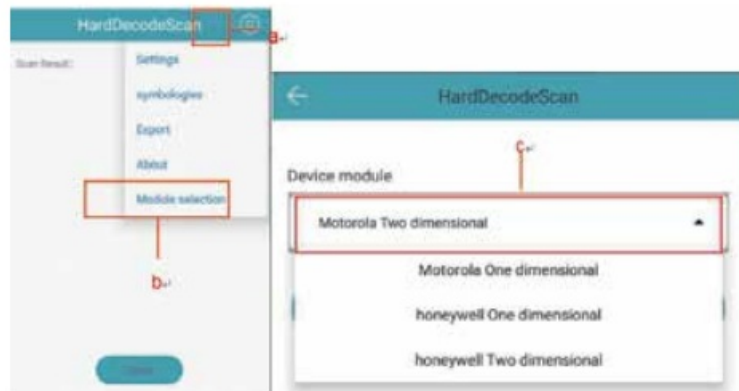 HardDecodeScan
a
Scan Result:
Settings
symbologies
Export
About
Module selection
b
HardDecodeScan
c
Device module
Motorola Two dimensional
Motorola One dimensional
honeywell One dimensional
honeywell Two dimensional